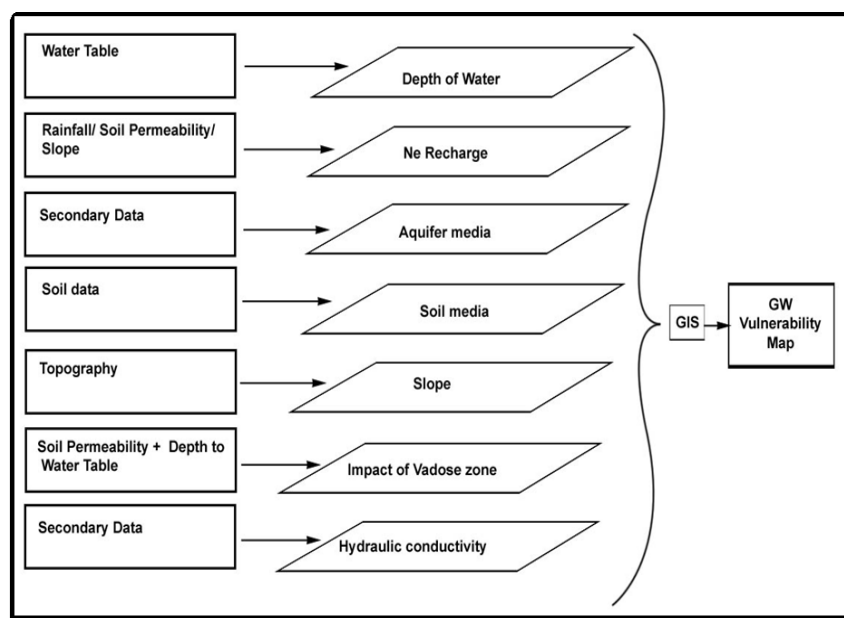 Water Table
Depth of Water
Rainfall/ Soil Permeability/
Slope
Ne Recharge
Secondary Data
Aquifer media
Soil data
Soil media
Topography
Slope
Soil Permeability + Depth to
Water Table
Impact of Vadose zone
Secondary Data
Hydraulic conductivity
GIS
GW
Vulnerability
Map